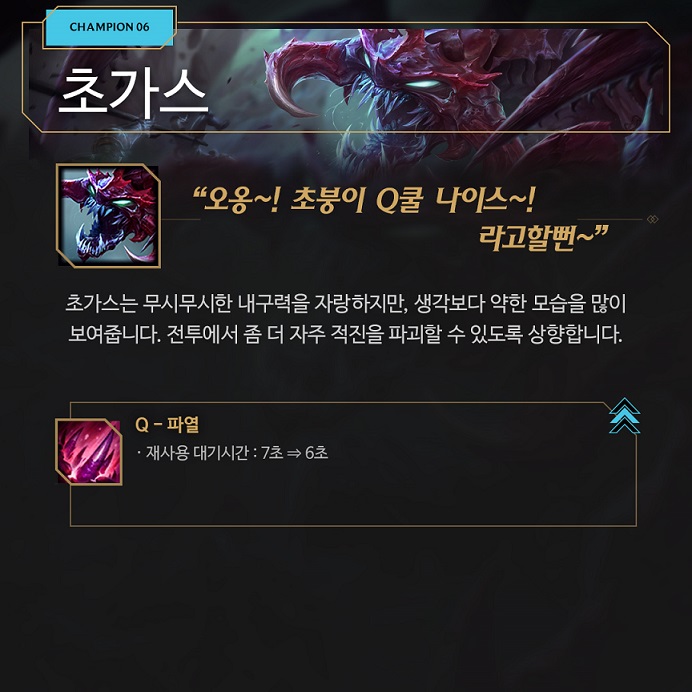 CHAMPION 06
초가스
“오옹~! 초붕이 Q쿨 나이스~!
라고할뻔~”
초가스는 무시무시한 내구력을 자랑하지만, 생각보다 약한 모습을 많이
보여줍니다. 전투에서 좀 더 자주 적진을 파괴할 수 있도록 상향합니다.
Q - 파열
· 재사용 대기시간 : 7초 ⇒ 6초